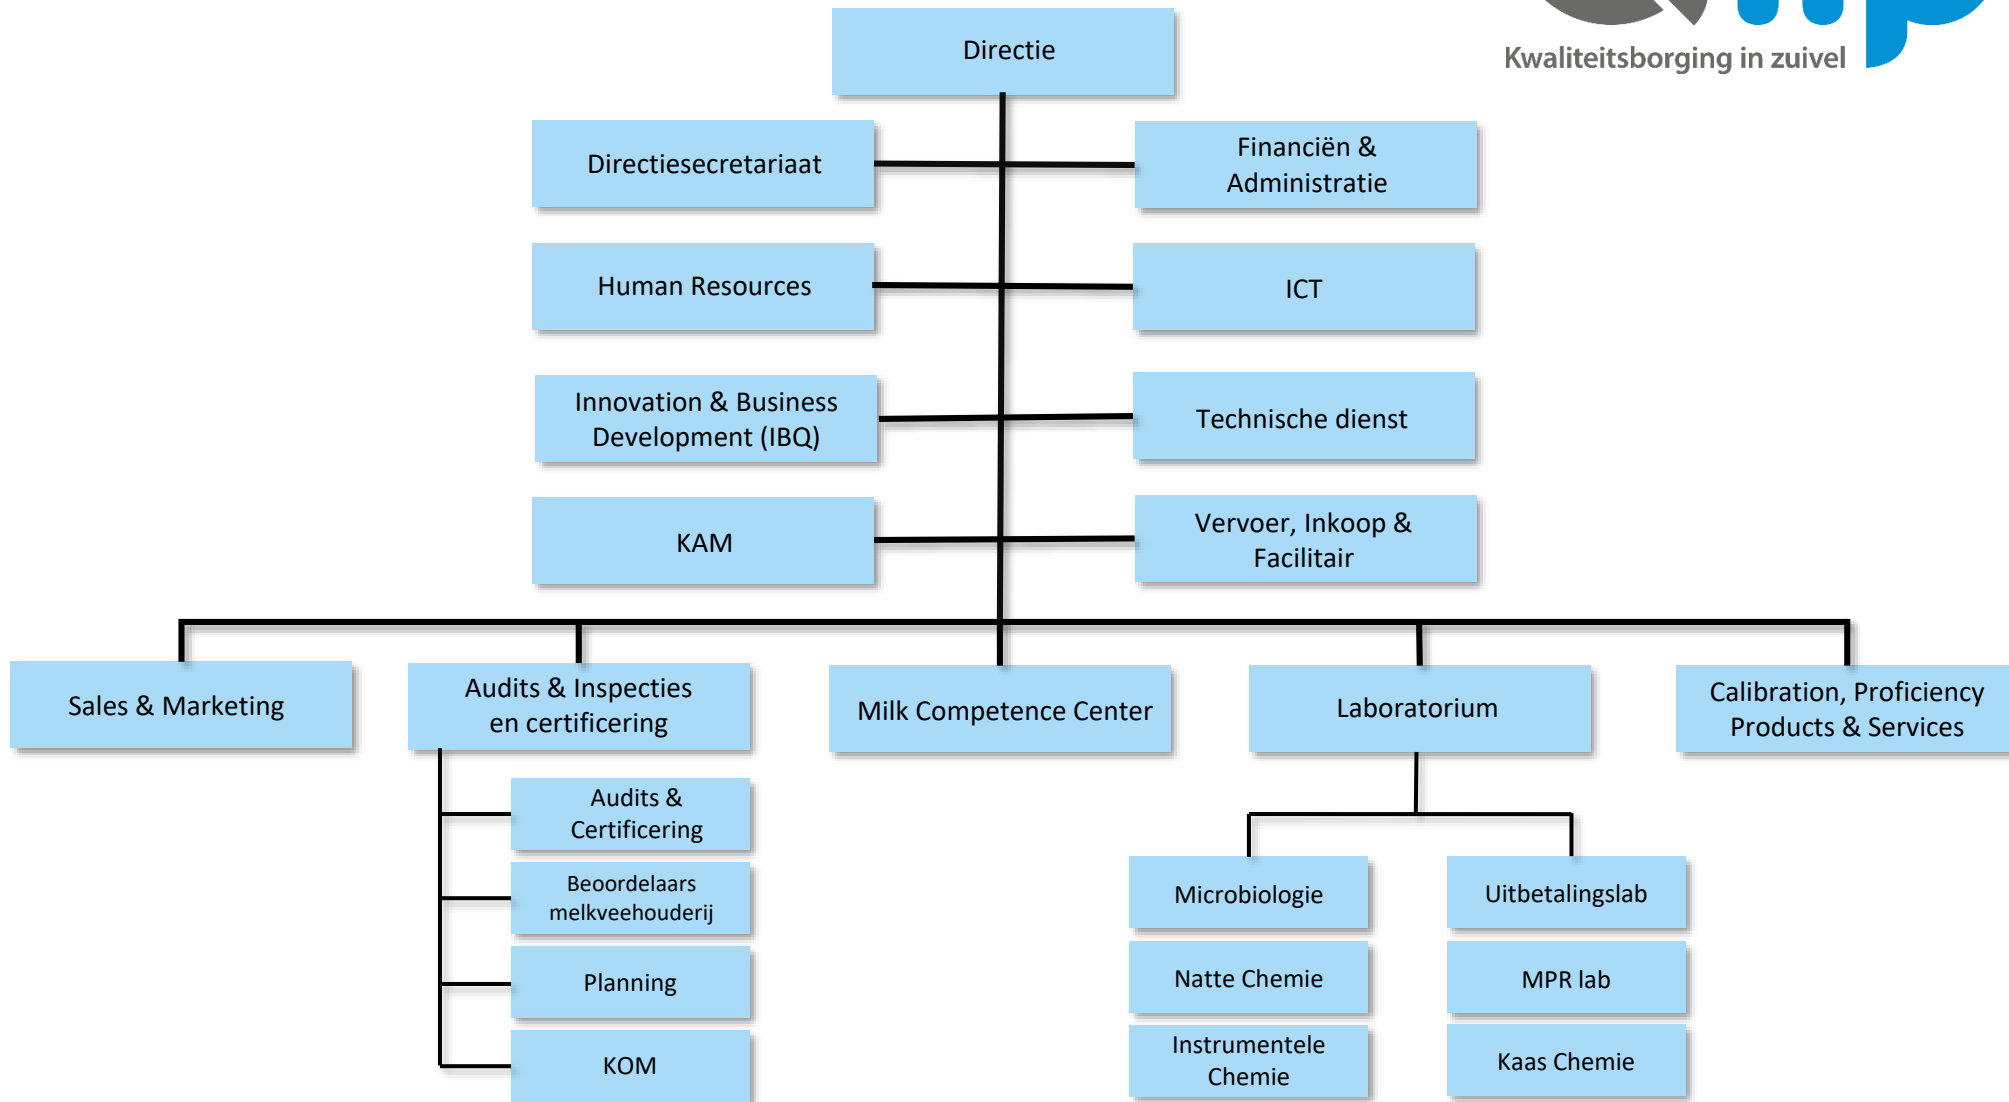 Kwaliteitsborging in zuivel
Directie
Directiesecretariaat
Financiën &
Administratie
Human Resources
ICT
Innovation & Business
Development (IBQ)
Technische dienst
KAM
Vervoer, Inkoop &
Facilitair
Sales & Marketing
Audits & Inspecties
en certificering
Milk Competence Center
Laboratorium
Calibration, Proficiency
Products & Services
Audits &
Certificering
Beoordelaars
melkveehouderij
Planning
KOM
Microbiologie
Uitbetalingslab
Natte Chemie
MPR lab
Instrumentele
Chemie
Kaas Chemie